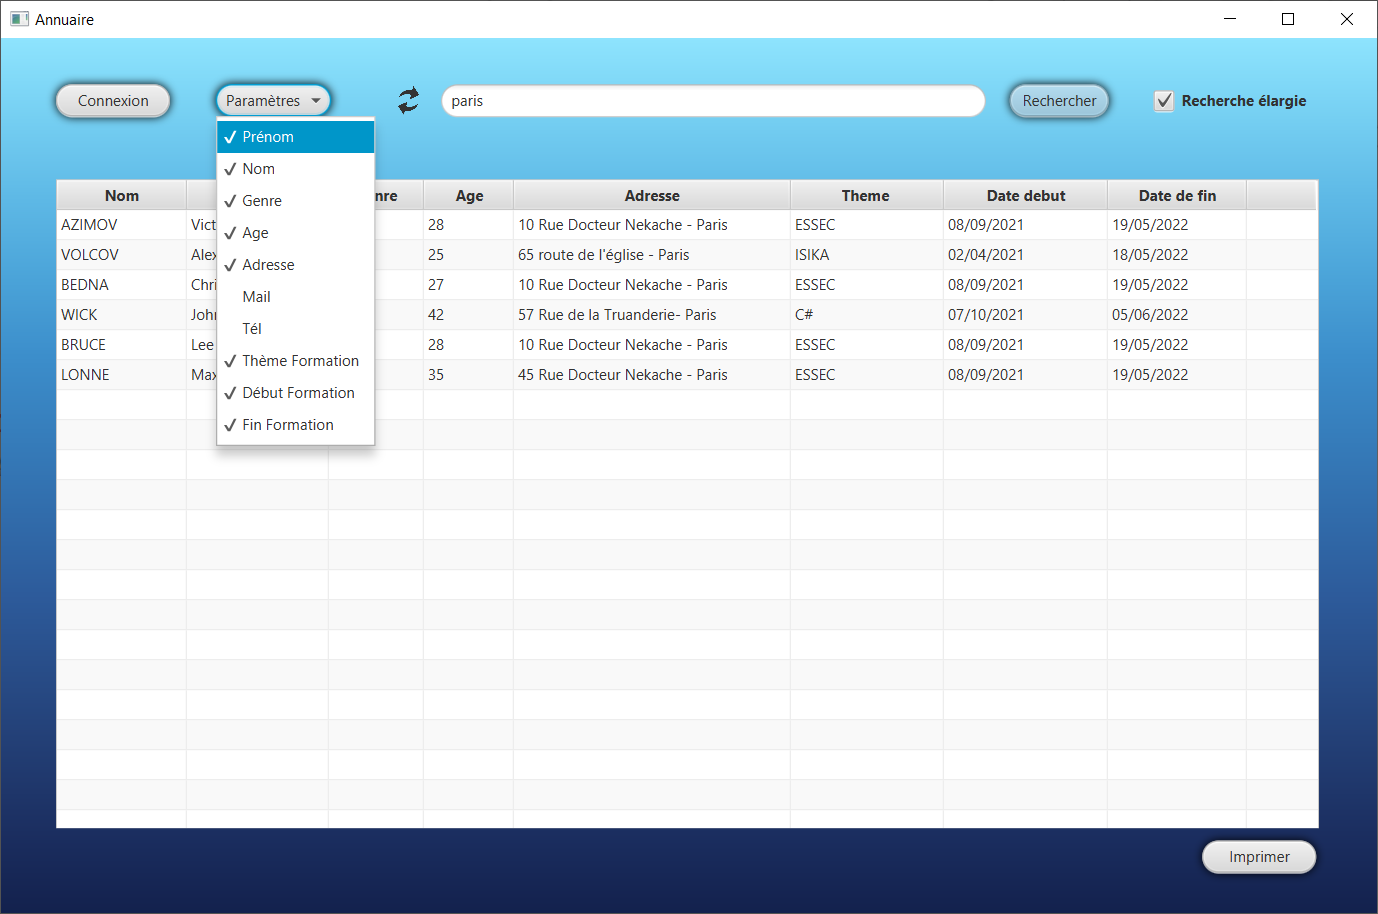 Annuaire
Connexion Paramètres paris Rechercher Recherche élargie
Prénom
Nom
Genre
Age
Adresse
Mail
Tél
Thème Formation
Début Formation
Fin Formation
Nom nre Age Adresse Theme Date debut Date de fin
AZIMOV Vict 28 10 Rue Docteur Nekache - Paris ESSEC 08/09/2021 19/05/2022
VOLCOV Alex 25 65 route de l'église - Paris ISIKA 02/04/2021 18/05/2022
BEDNA Chri 27 10 Rue Docteur Nekache - Paris ESSEC 08/09/2021 19/05/2022
WICK John 42 57 Rue de la Truanderie- Paris C# 07/10/2021 05/06/2022
BRUCE Lee 28 10 Rue Docteur Nekache - Paris ESSEC 08/09/2021 19/05/2022
LONNE Max 35 45 Rue Docteur Nekache - Paris ESSEC 08/09/2021 19/05/2022
Imprimer